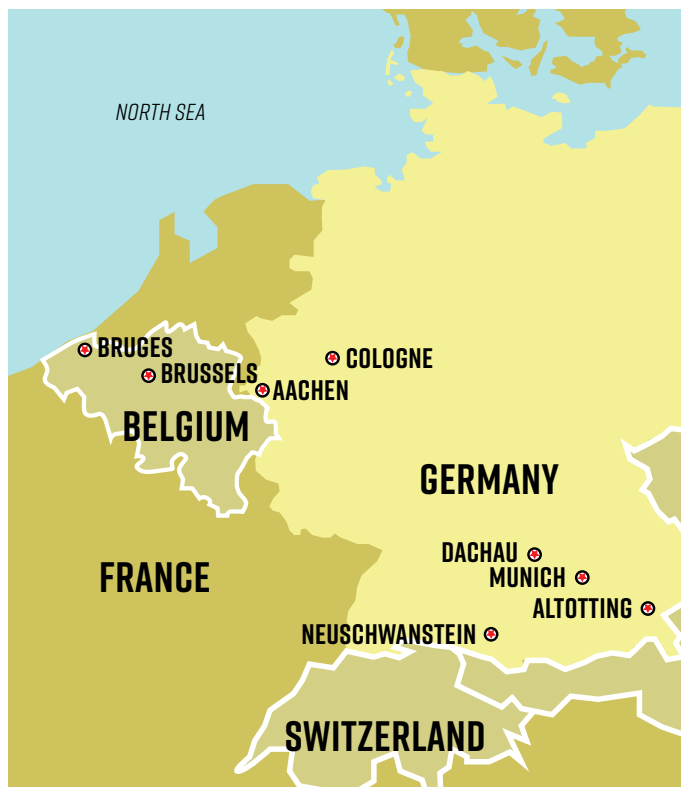 NORTH SEA
BRUGES
COLOGNE
BRUSSELS
AACHEN
BELGIUM
GERMANY
DACHAU
FRANCE
MUNICH
ALTOTTING
NEUSCHWANSTEIN
SWITZERLAND